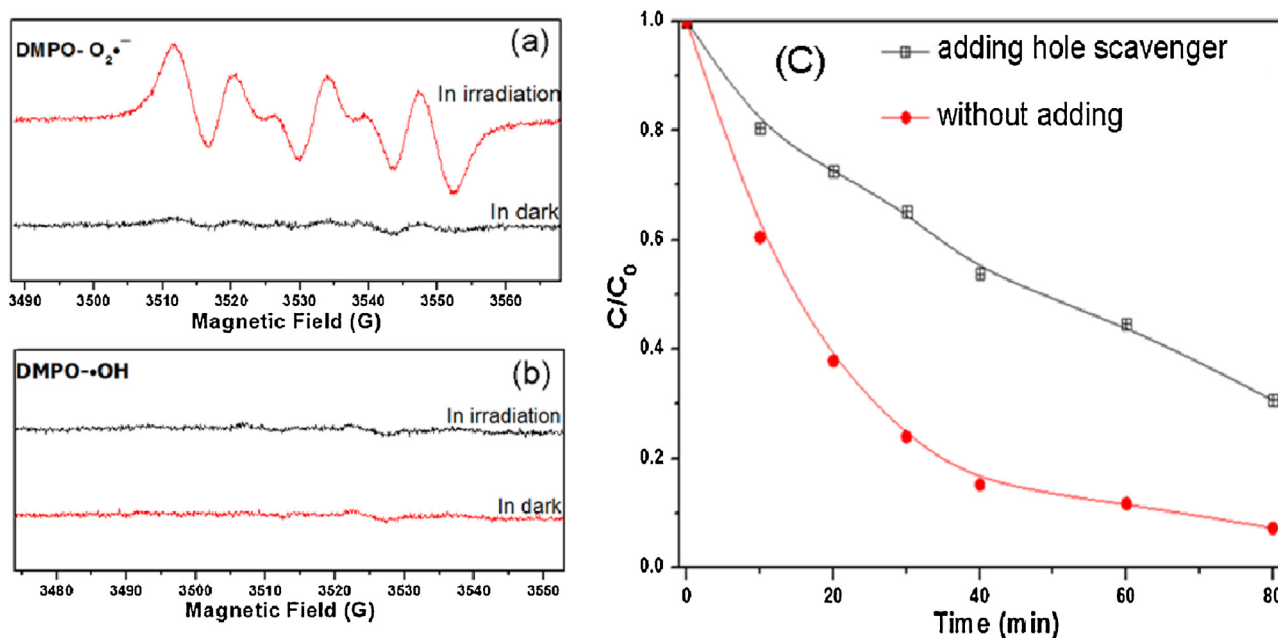 DMPO- O₂•⁻
(a)
In irradiation
In dark
3490 3500 3510 3520 3530 3540 3550 3560
Magnetic Field (G)
DMPO-•OH
(b)
In irradiation
In dark
3480 3490 3500 3510 3520 3530 3540 3550
Magnetic Field (G)
(C)
adding hole scavenger
without adding
1.0
0.8
0.6
0.4
0.2
0.0
C/C₀
0 20 40 60 80
Time (min)